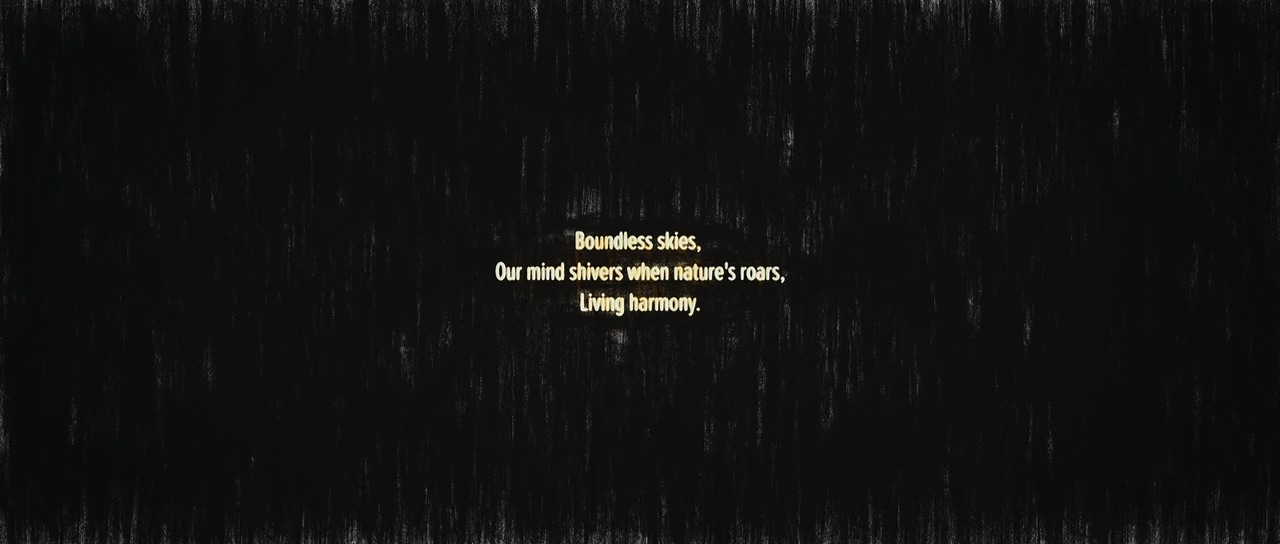 Boundless skies,
Our mind shivers when nature's roars,
Living harmony.